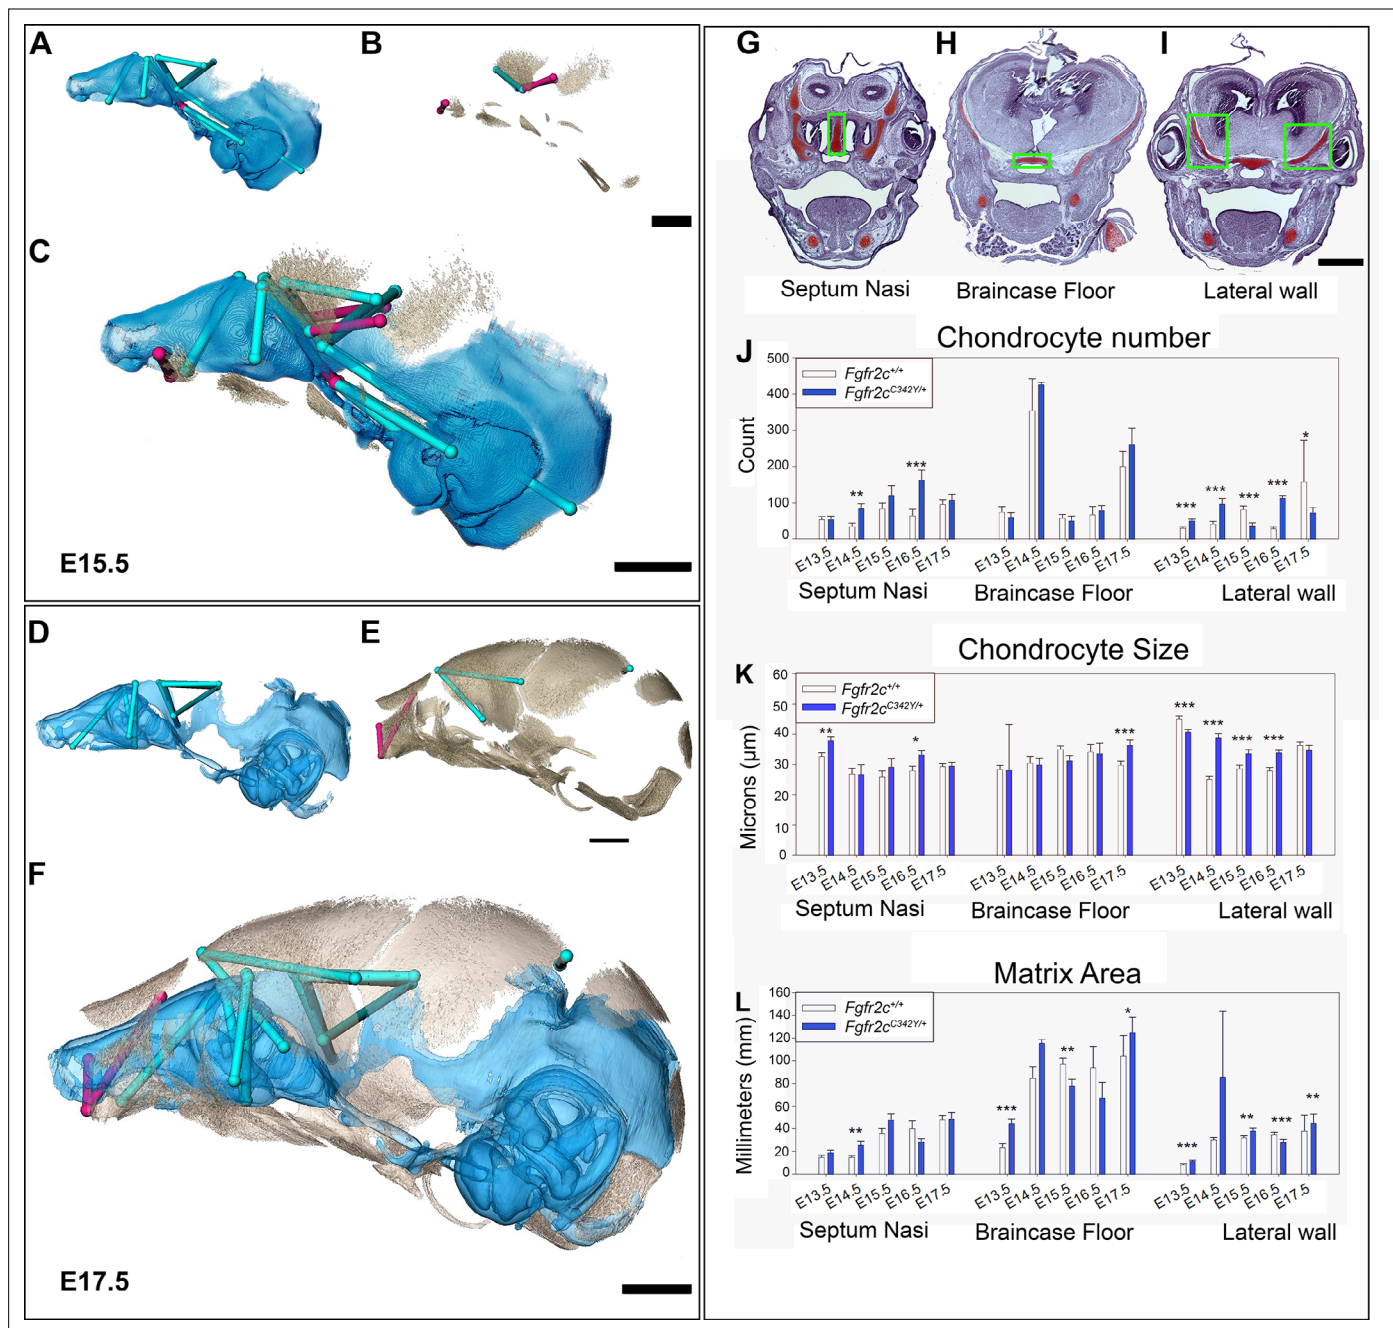 A
B
C
E15.5
D
E
F
E17.5
G
H
I
Septum Nasi
Braincase Floor
Lateral wall
Chondrocyte number
J
500
400
300
200
100
0
Count
Fgfr2c+/+
Fgfr2cC342Y/+
**
***
***
***
***
***
*
E13.5
E14.5
E15.5
E16.5
E17.5
E13.5
E14.5
E15.5
E16.5
E17.5
E13.5
E14.5
E15.5
E16.5
E17.5
Septum Nasi
Braincase Floor
Lateral wall
Chondrocyte Size
K
60
50
40
30
20
10
0
Microns (µm)
Fgfr2c+/+
Fgfr2cC342Y/+
**
*
***
***
***
***
***
E13.5
E14.5
E15.5
E16.5
E17.5
E13.5
E14.5
E15.5
E16.5
E17.5
E13.5
E14.5
E15.5
E16.5
E17.5
Septum Nasi
Braincase Floor
Lateral wall
Matrix Area
L
160
140
120
100
80
60
40
20
0
Millimeters (mm)
Fgfr2c+/+
Fgfr2cC342Y/+
**
***
**
*
***
**
***
**
E13.5
E14.5
E15.5
E16.5
E17.5
E13.5
E14.5
E15.5
E16.5
E17.5
E13.5
E14.5
E15.5
E16.5
E17.5
Septum Nasi
Braincase Floor
Lateral wall